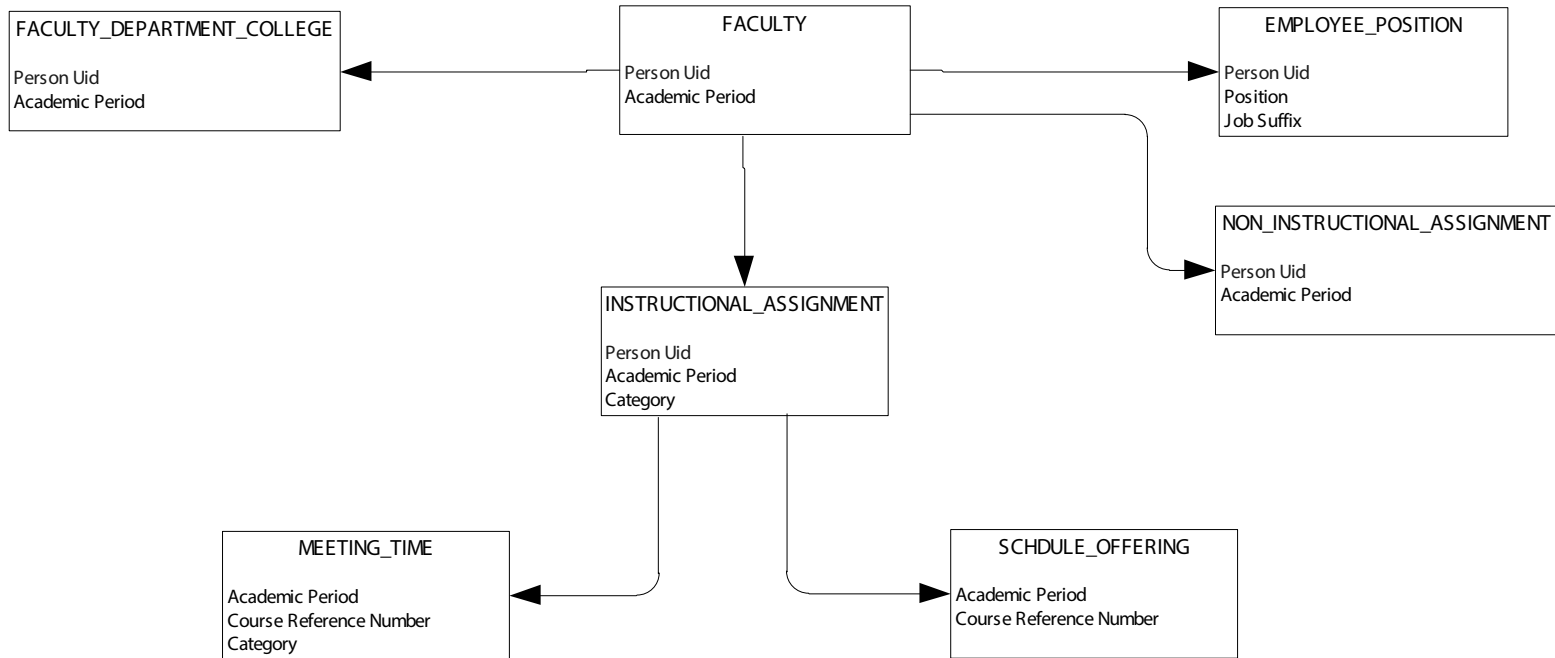 FACULTY_DEPARTMENT_COLLEGE
Person Uid
Academic Period
FACULTY
Person Uid
Academic Period
EMPLOYEE_POSITION
Person Uid
Position
Job Suffix
NON_INSTRUCTIONAL_ASSIGNMENT
Person Uid
Academic Period
INSTRUCTIONAL_ASSIGNMENT
Person Uid
Academic Period
Category
MEETING_TIME
Academic Period
Course Reference Number
Category
SCHDULE_OFFERING
Academic Period
Course Reference Number